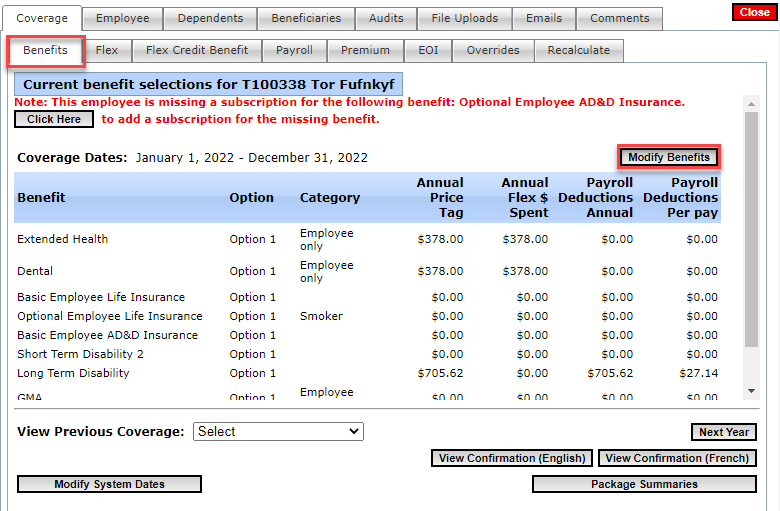 Coverage Employee Dependents Beneficiaries Audits File Uploads Emails Comments Close
Benefits Flex Flex Credit Benefit Payroll Premium EOI Overrides Recalculate
Current benefit selections for T100338 Tor Fufnkyf
Note: This employee is missing a subscription for the following benefit: Optional Employee AD&D Insurance.
Click Here to add a subscription for the missing benefit.
Coverage Dates: January 1, 2022 - December 31, 2022 Modify Benefits
Annual Annual Payroll Payroll
Benefit Option Category Price Flex $ Deductions Deductions
Tag Spent Annual Per pay
Extended Health Option 1 Employee only $378.00 $378.00 $0.00 $0.00
Dental Option 1 Employee only $378.00 $378.00 $0.00 $0.00
Basic Employee Life Insurance Option 1 $0.00 $0.00 $0.00 $0.00
Optional Employee Life Insurance Option 1 Smoker $0.00 $0.00 $0.00 $0.00
Basic Employee AD&D Insurance Option 1 $0.00 $0.00 $0.00 $0.00
Short Term Disability 2 Option 1 $0.00 $0.00 $0.00 $0.00
Long Term Disability Option 1 $705.62 $0.00 $705.62 $27.14
GMA Option 1 Employee $0.00 $0.00 $0.00 $0.00
View Previous Coverage: Select Next Year
View Confirmation (English) View Confirmation (French)
Modify System Dates Package Summaries